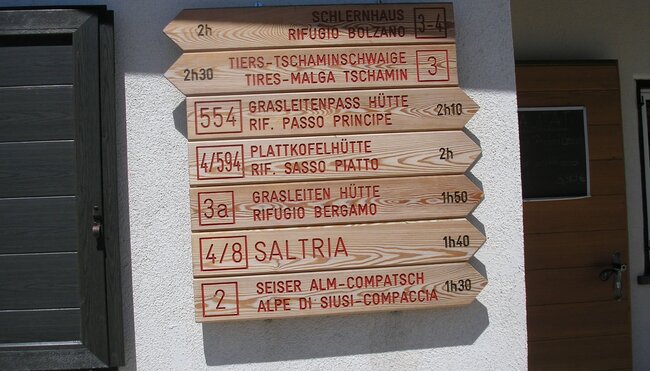 SCHLERNHAUS
2h RIFUGIO BOLZANO 3-4
TIERS-TSCHAMINSCHWAIGE
2h30 TIRES-MALGA TSCHAMIN 3
554 GRASLEITENPASS HÜTTE 2h10
RIF. PASSO PRINCIPE
4/594 PLATTKOFELHÜTTE 2h
RIF. SASSO PIATTO
3a GRASLEITEN HÜTTE 1h50
RIFUGIO BERGAMO
4/8 SALTRIA 1h40
2 SEISER ALM-COMPATSCH 1h30
ALPE DI SIUSI-COMPACCIA